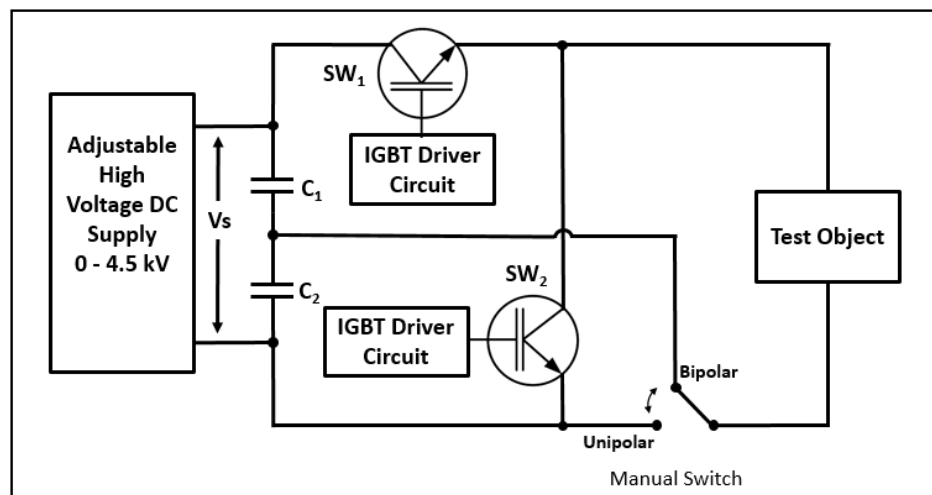 Adjustable
High
Voltage DC
Supply
0 - 4.5 kV
Vs
C₁
C₂
SW₁
IGBT Driver
Circuit
SW₂
IGBT Driver
Circuit
Test Object
Bipolar
Unipolar
Manual Switch